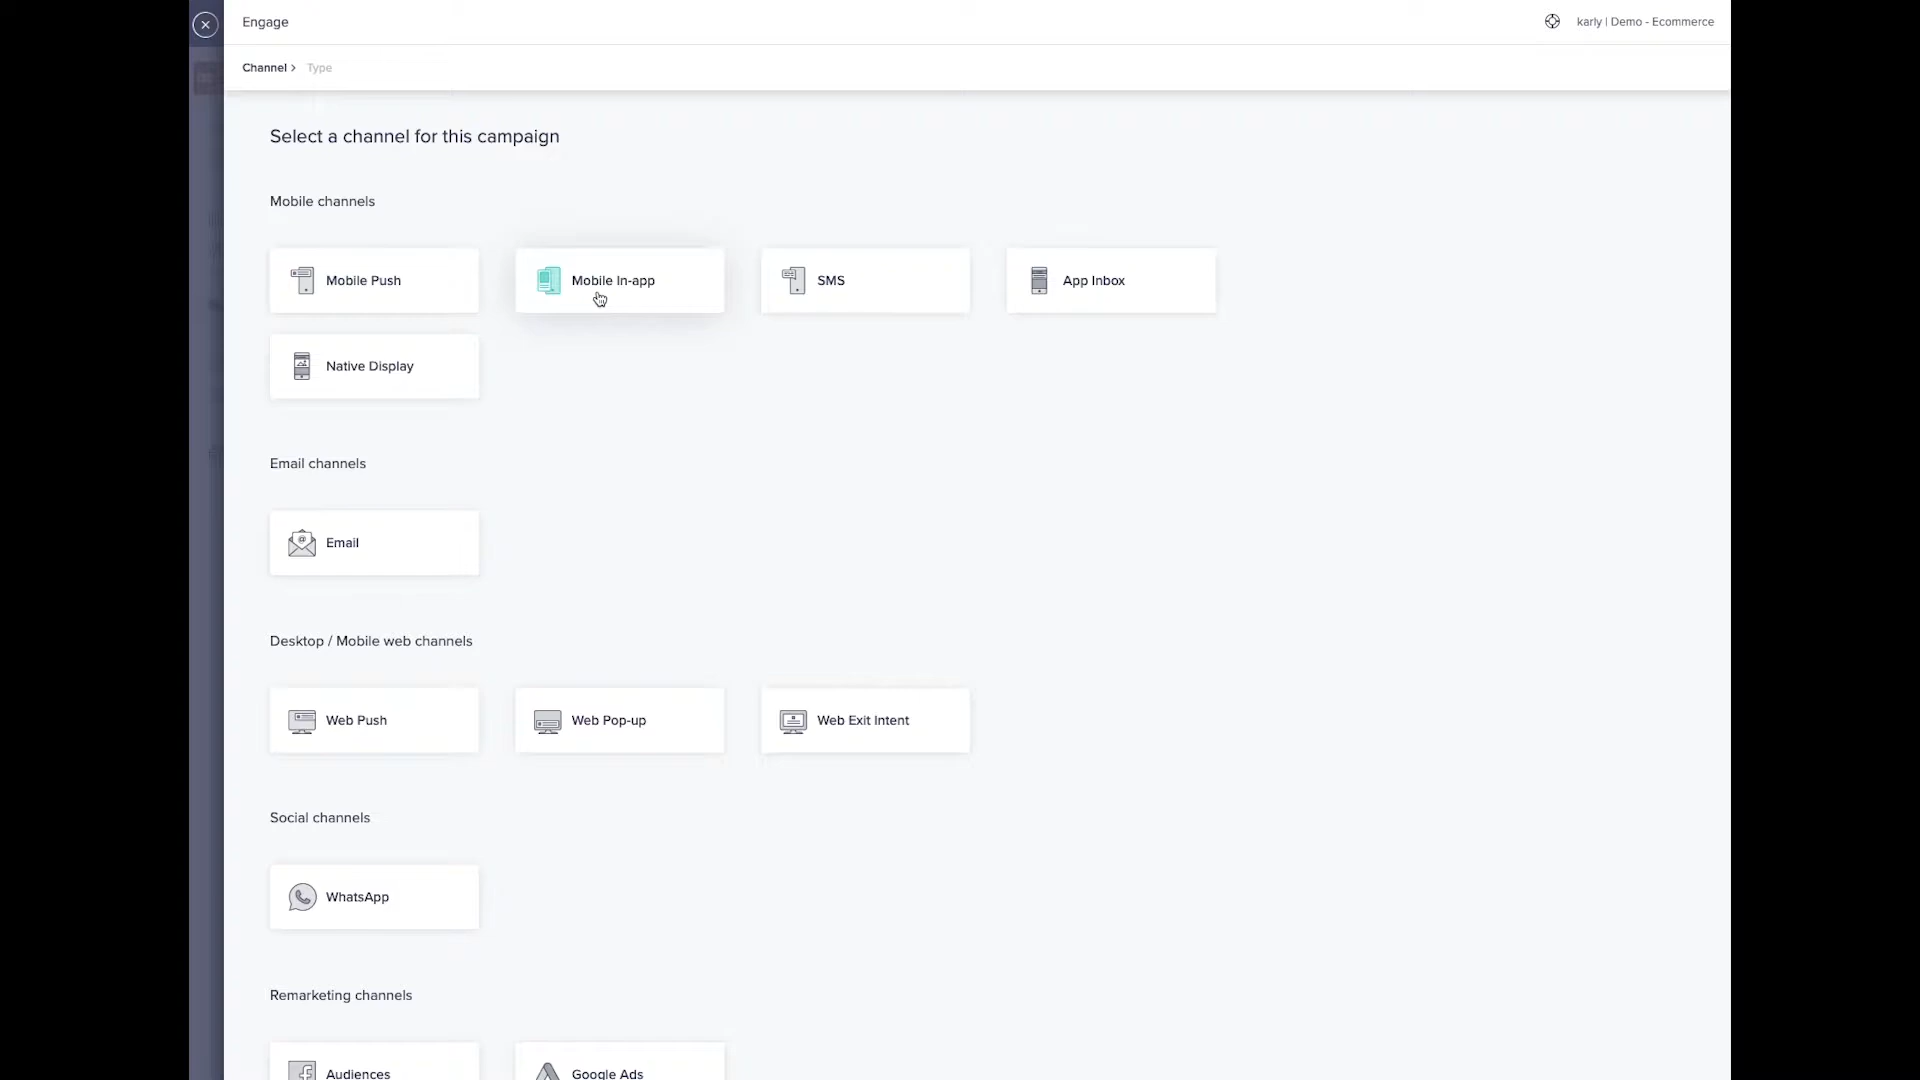 Engage
karly | Demo - Ecommerce
Channel > Type
Select a channel for this campaign
Mobile channels
Mobile Push
Mobile In-app
SMS
App Inbox
Native Display
Email channels
Email
Desktop / Mobile web channels
Web Push
Web Pop-up
Web Exit Intent
Social channels
WhatsApp
Remarketing channels
Audiences
Google Ads